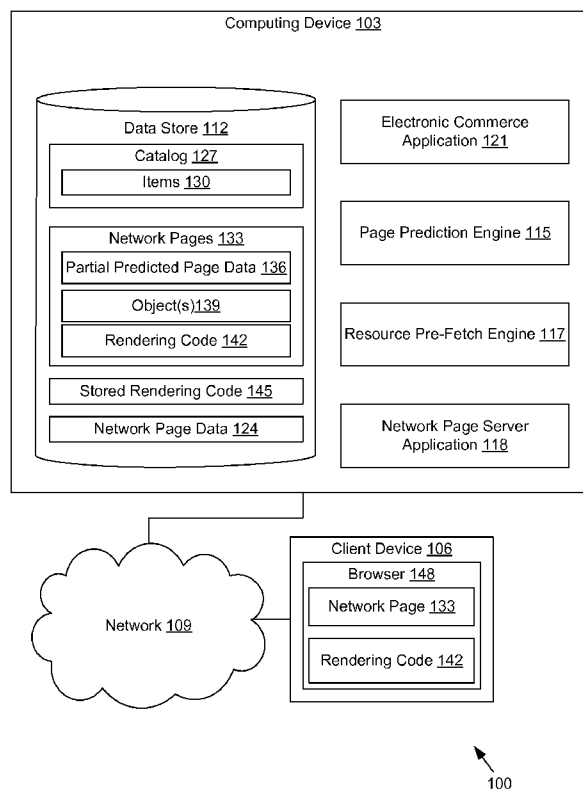 Computing Device 103
Data Store 112
Catalog 127
Items 130
Network Pages 133
Partial Predicted Page Data 136
Object(s)139
Rendering Code 142
Stored Rendering Code 145
Network Page Data 124
Electronic Commerce
Application 121
Page Prediction Engine 115
Resource Pre-Fetch Engine 117
Network Page Server
Application 118
Network 109
Client Device 106
Browser 148
Network Page 133
Rendering Code 142
100